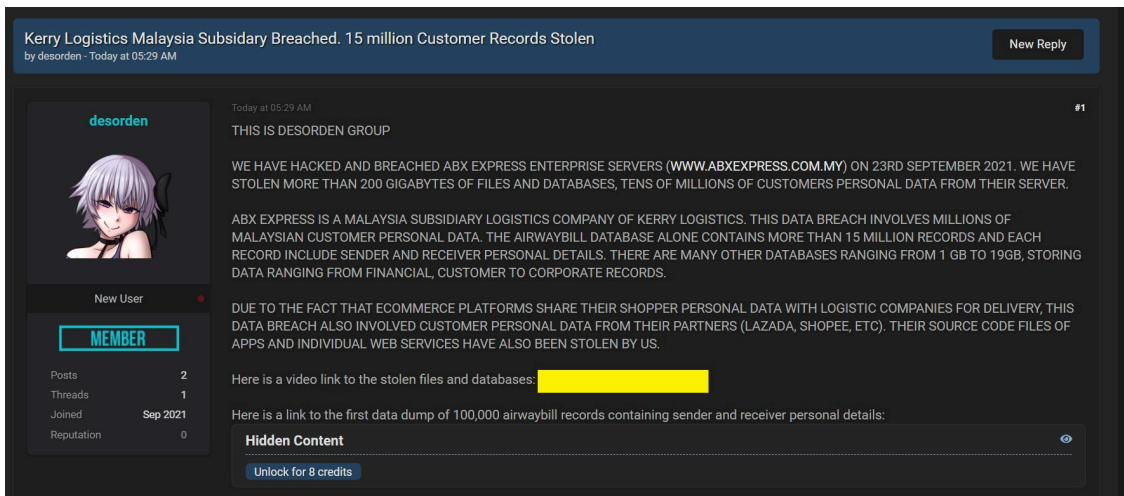 Kerry Logistics Malaysia Subsidary Breached. 15 million Customer Records Stolen
by desorden - Today at 05:29 AM
New Reply
desorden
New User
MEMBER
Posts 2
Threads 1
Joined Sep 2021
Reputation 0
Today at 05:29 AM
#1
THIS IS DESORDEN GROUP
WE HAVE HACKED AND BREACHED ABX EXPRESS ENTERPRISE SERVERS (WWW.ABXEXPRESS.COM.MY) ON 23RD SEPTEMBER 2021. WE HAVE
STOLEN MORE THAN 200 GIGABYTES OF FILES AND DATABASES, TENS OF MILLIONS OF CUSTOMERS PERSONAL DATA FROM THEIR SERVER.
ABX EXPRESS IS A MALAYSIA SUBSIDIARY LOGISTICS COMPANY OF KERRY LOGISTICS. THIS DATA BREACH INVOLVES MILLIONS OF
MALAYSIAN CUSTOMER PERSONAL DATA. THE AIRWAYBILL DATABASE ALONE CONTAINS MORE THAN 15 MILLION RECORDS AND EACH
RECORD INCLUDE SENDER AND RECEIVER PERSONAL DETAILS. THERE ARE MANY OTHER DATABASES RANGING FROM 1 GB TO 19GB, STORING
DATA RANGING FROM FINANCIAL, CUSTOMER TO CORPORATE RECORDS.
DUE TO THE FACT THAT ECOMMERCE PLATFORMS SHARE THEIR SHOPPER PERSONAL DATA WITH LOGISTIC COMPANIES FOR DELIVERY, THIS
DATA BREACH ALSO INVOLVED CUSTOMER PERSONAL DATA FROM THEIR PARTNERS (LAZADA, SHOPEE, ETC). THEIR SOURCE CODE FILES OF
APPS AND INDIVIDUAL WEB SERVICES HAVE ALSO BEEN STOLEN BY US.
Here is a video link to the stolen files and databases:
Here is a link to the first data dump of 100,000 airwaybill records containing sender and receiver personal details:
Hidden Content
Unlock for 8 credits